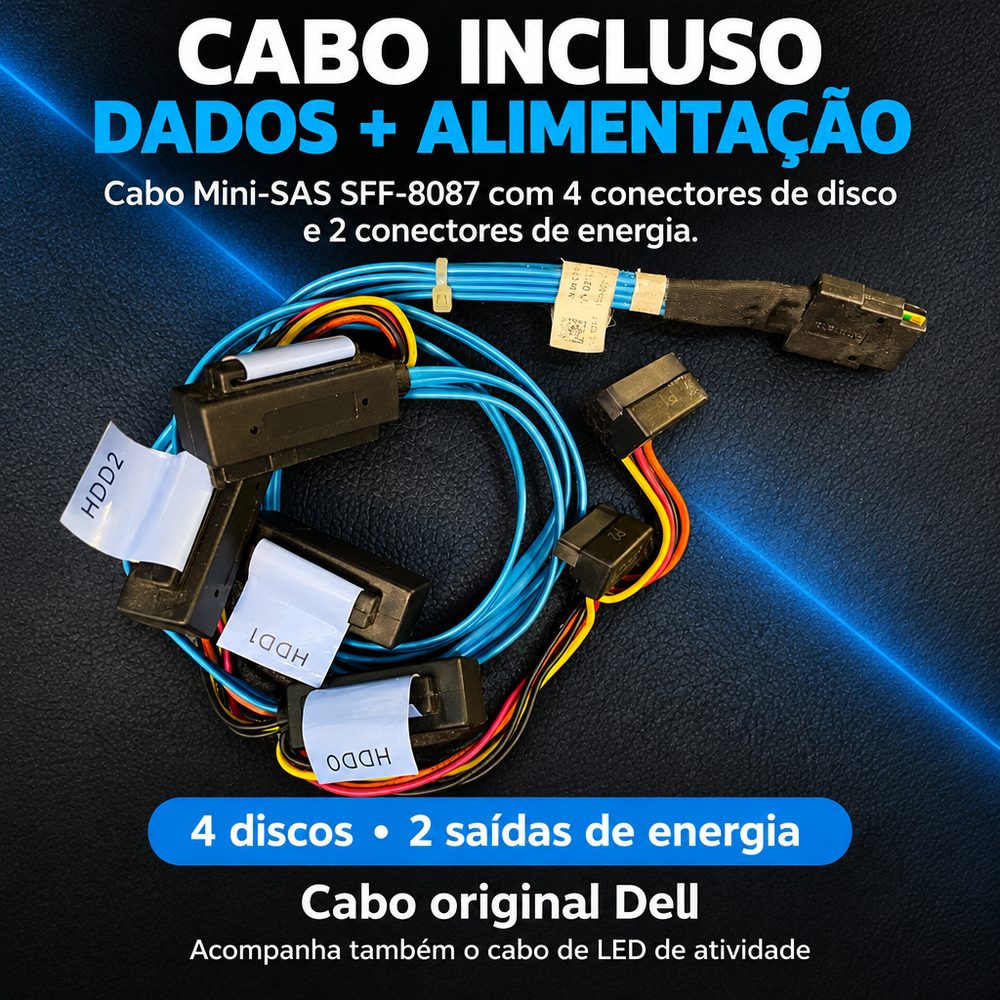 CABO INCLUSO
DADOS + ALIMENTAÇÃO
Cabo Mini-SAS SFF-8087 com 4 conectores de disco
e 2 conectores de energia.
HDD2
HDD1
HDD0
4 discos • 2 saídas de energia
Cabo original Dell
Acompanha também o cabo de LED de atividade